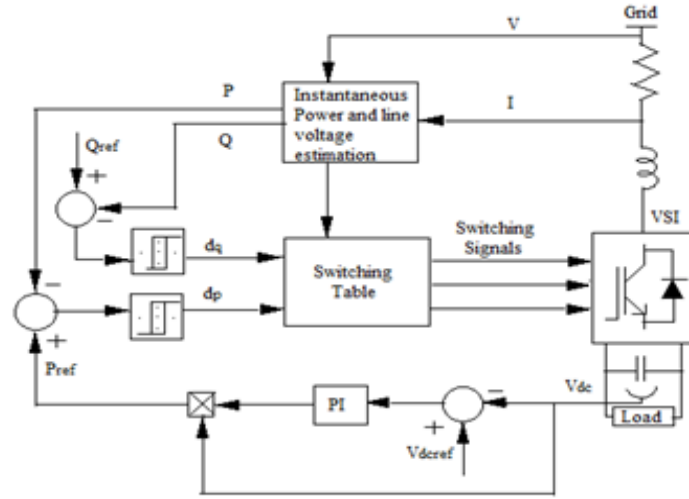 Grid
V
P
Instantaneous
Power and line
voltage
estimation
I
Q
Qref
+
−
VSI
dq
Switching
Signals
Switching
Table
dp
−
+
Pref
PI
−
Vdc
+
Vdcref
Load